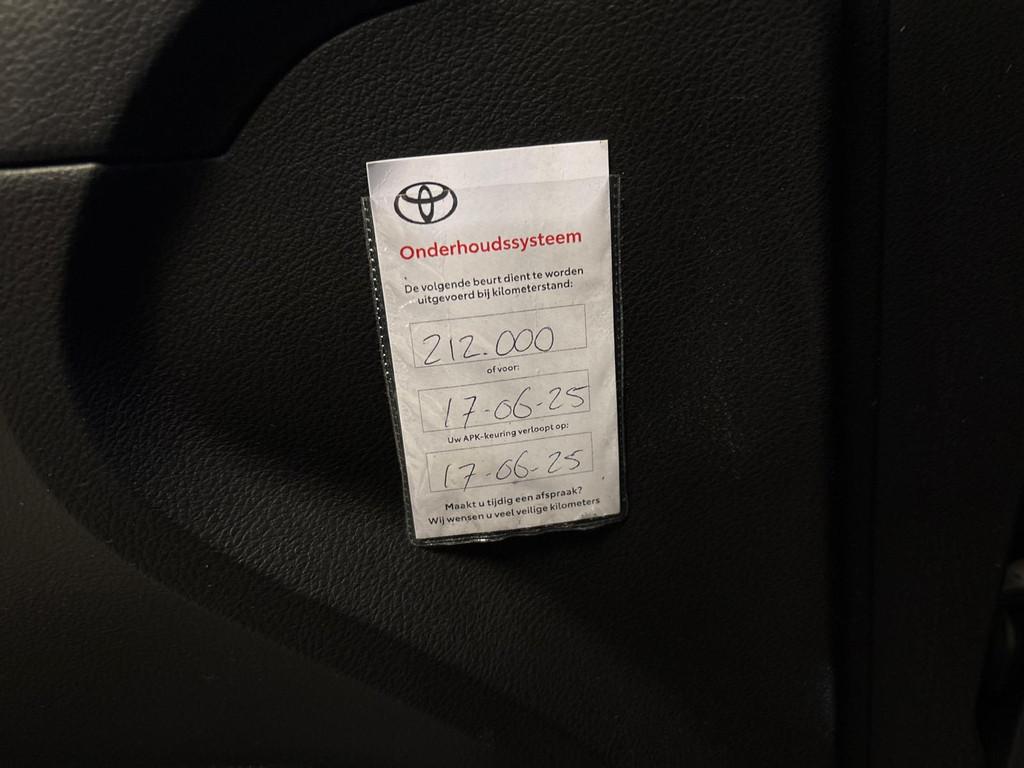 Onderhoudssysteem
De volgende beurt dient te worden
uitgevoerd bij kilometerstand:
212.000
of voor:
17-06-25
Uw APK-keuring verloopt op:
17-06-25
Maakt u tijdig een afspraak?
Wij wensen u veel veilige kilometers